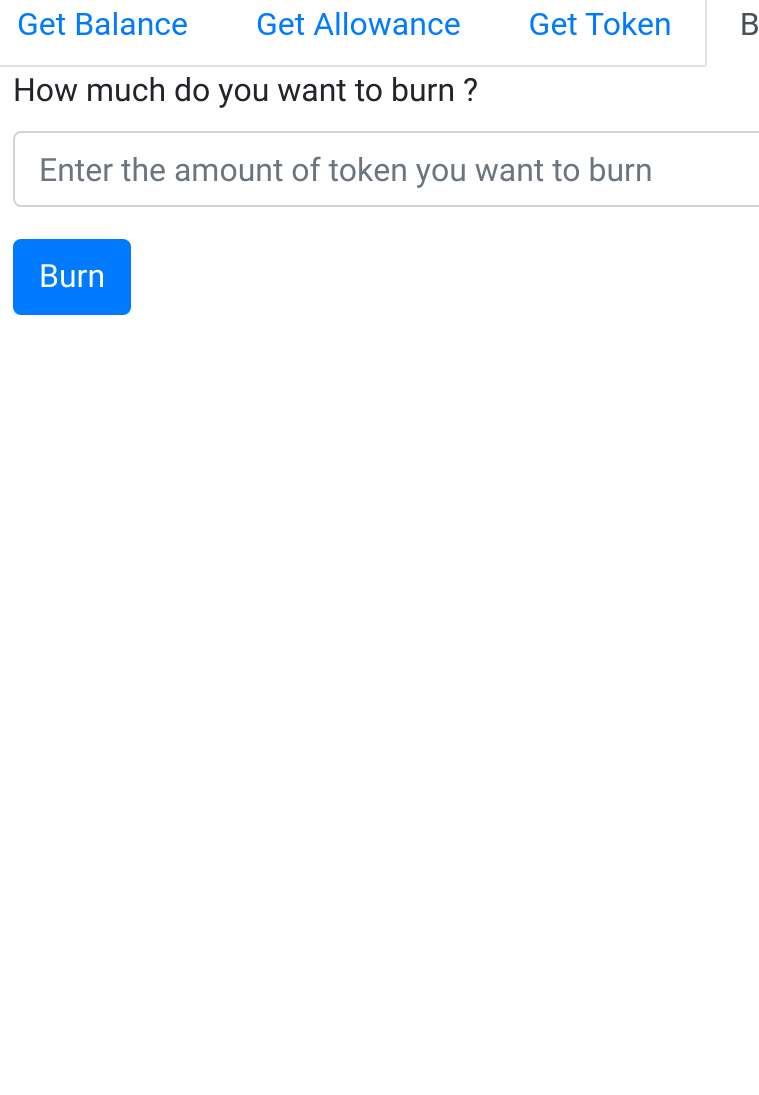 Get Balance Get Allowance Get Token B
How much do you want to burn ?
Enter the amount of token you want to burn
Burn